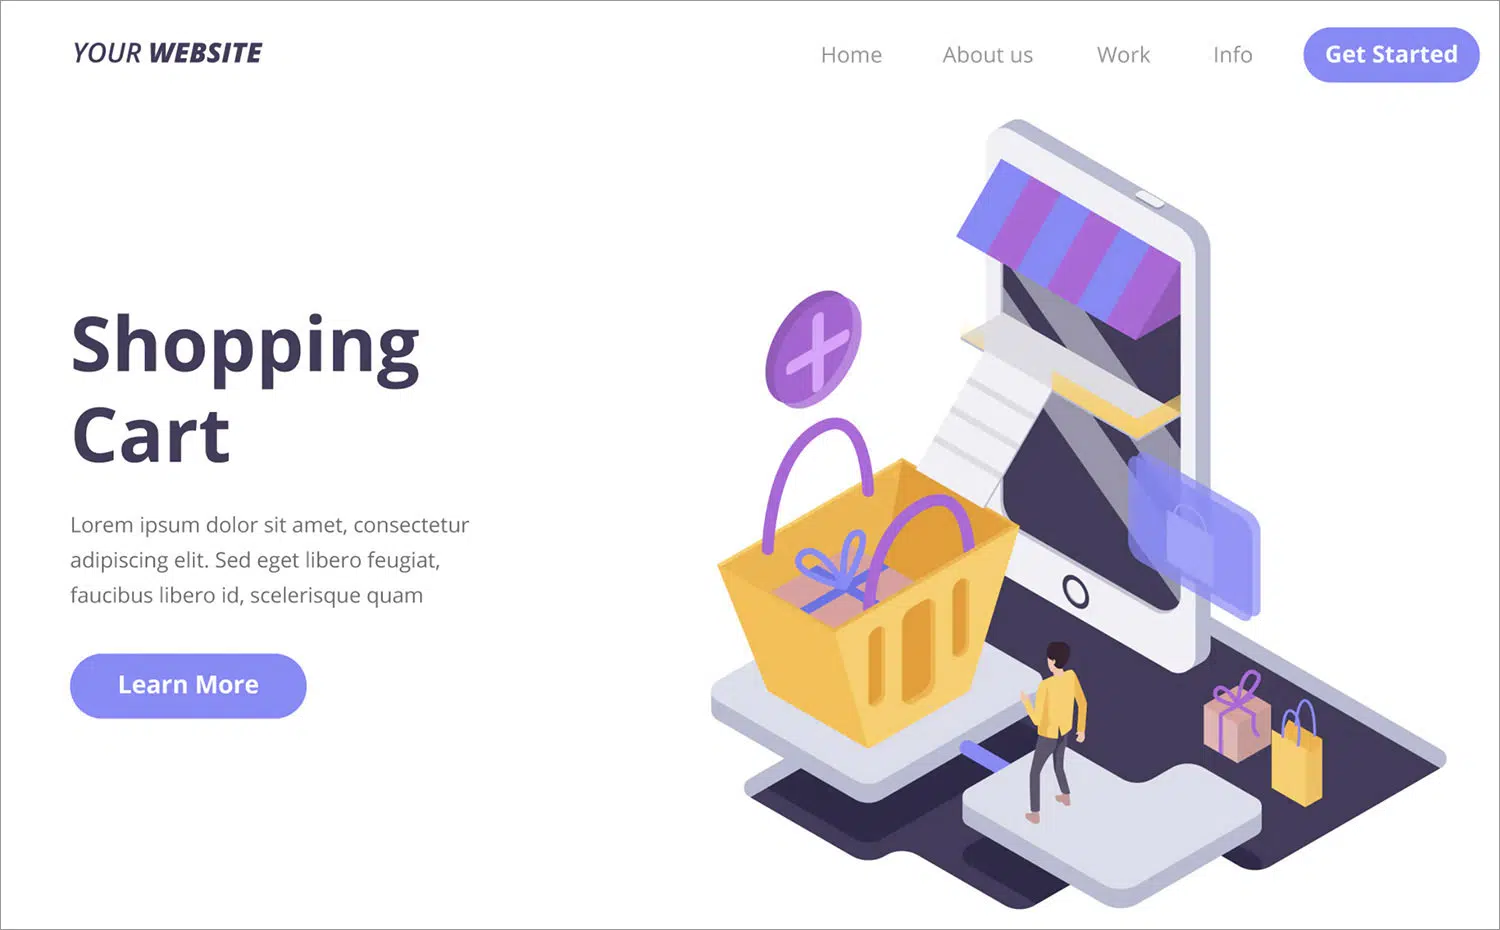 YOUR WEBSITE
Home
About us
Work
Info
Get Started
Shopping
Cart
Lorem ipsum dolor sit amet, consectetur
adipiscing elit. Sed eget libero feugiat,
faucibus libero id, scelerisque quam
Learn More